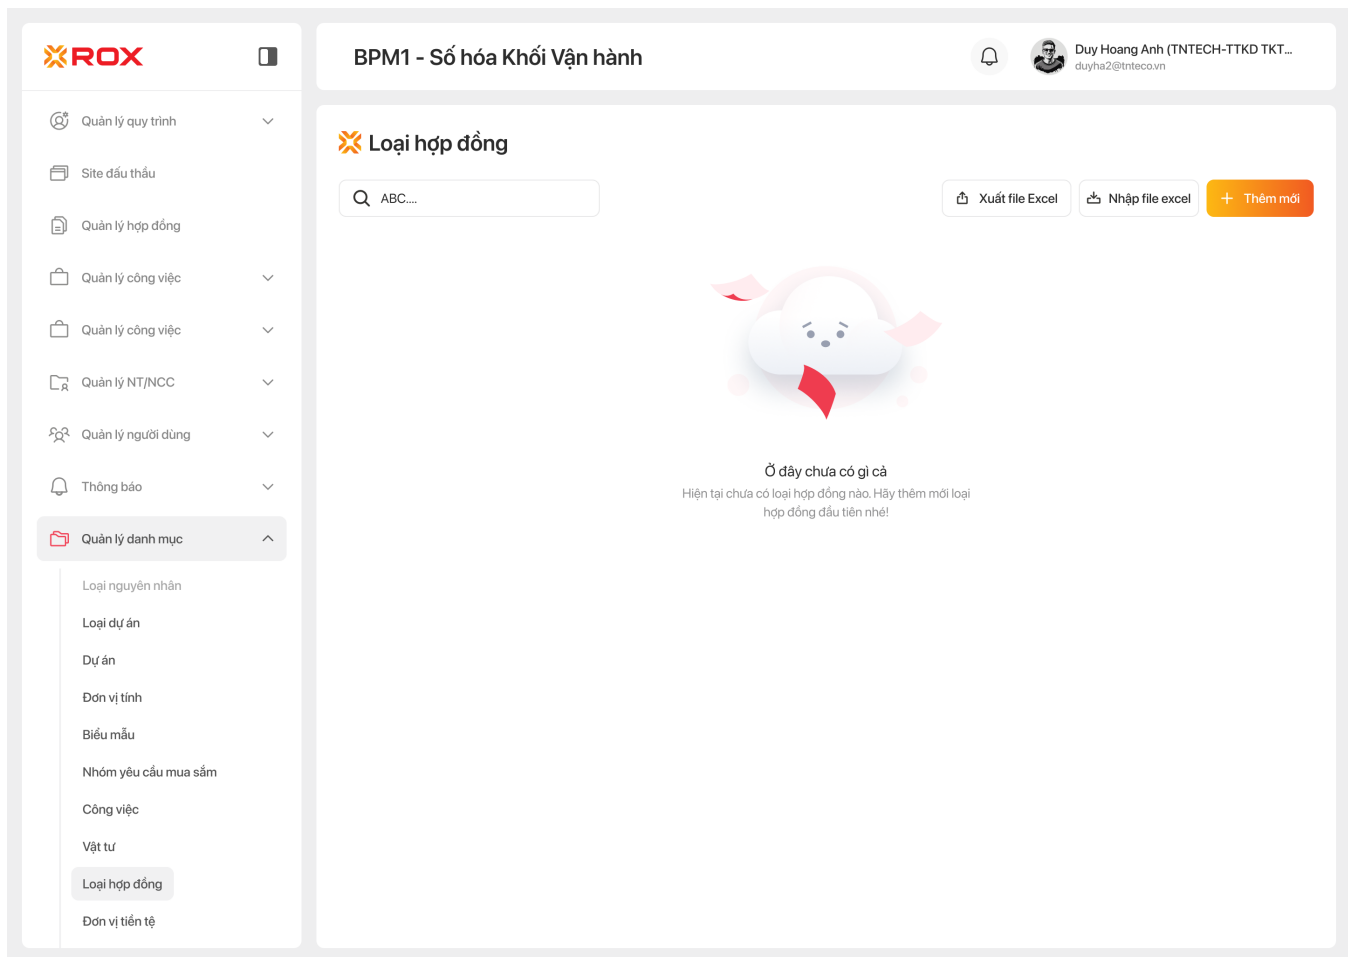 ROX
BPM1 - Số hóa Khối Vận hành
Duy Hoang Anh (TNTECH-TTKD TKT...
duyha2@tnteco.vn
Quản lý quy trình
Site đấu thầu
Quản lý hợp đồng
Quản lý công việc
Quản lý công việc
Quản lý NT/NCC
Quản lý người dùng
Thông báo
Quản lý danh mục
Loại nguyên nhân
Loại dự án
Dự án
Đơn vị tính
Biểu mẫu
Nhóm yêu cầu mua sắm
Công việc
Vật tư
Loại hợp đồng
Đơn vị tiền tệ
Loại hợp đồng
ABC....
Xuất file Excel
Nhập file excel
Thêm mới
Ở đây chưa có gì cả
Hiện tại chưa có loại hợp đồng nào. Hãy thêm mới loại
hợp đồng đầu tiên nhé!